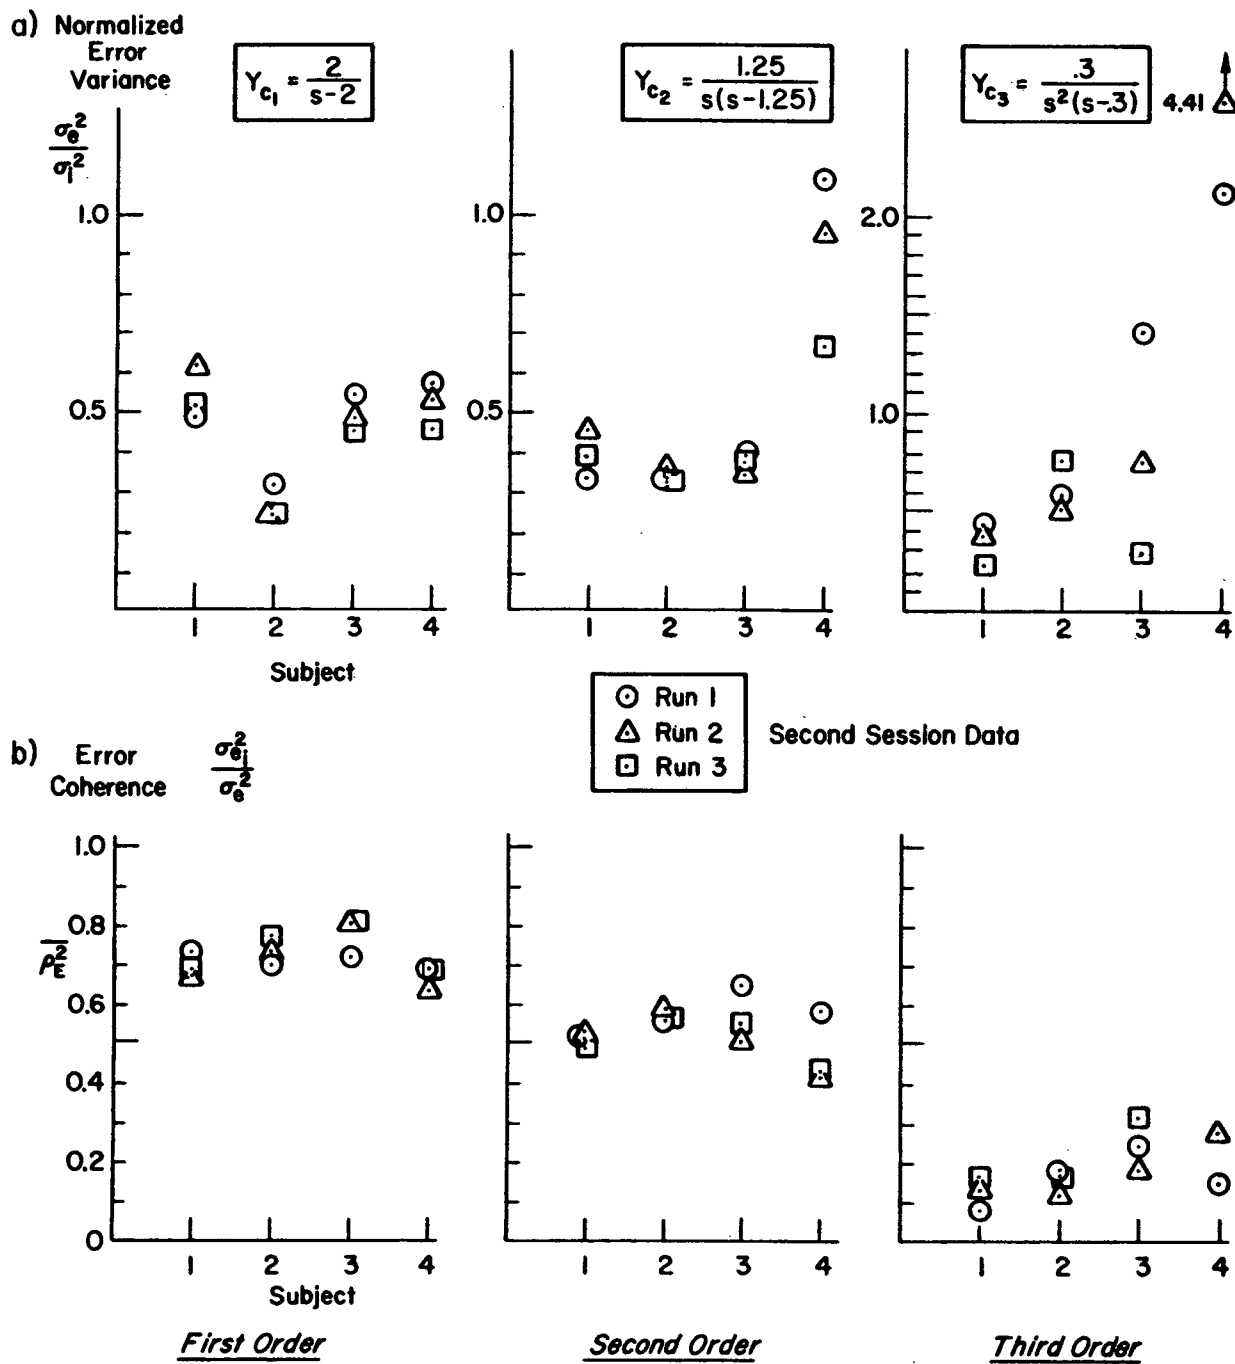 a) Normalized
Error
Variance
σe²/σi²
Yc1 = 2/(s-2)
Yc2 = 1.25/(s(s-1.25))
Yc3 = .3/(s²(s-.3))
4.41
1.0
0.5
1 2 3 4
Subject
1.0
0.5
1 2 3 4
2.0
1.0
1 2 3 4
Run 1
Run 2
Run 3
Second Session Data
b) Error
Coherence
σei²/σe²
1.0
0.8
ρE²
0.6
0.4
0.2
0
1 2 3 4
Subject
1 2 3 4
1 2 3 4
First Order
Second Order
Third Order